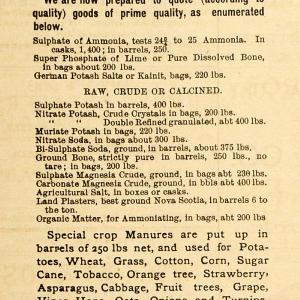 We are now prepared to quote (according to
quality) goods of prime quality, as enumerated
below.
Sulphate of Ammonia, tests 24¾ to 25 Ammonia. In
casks, 1,400; in barrels, 250.
Super Phosphate of Lime or Pure Dissolved Bone,
in bags about 200 lbs.
German Potash Salts or Kainit, bags, 220 lbs.
RAW, CRUDE OR CALCINED.
Sulphate Potash in barrels, 400 lbs.
Nitrate Potash, Crude Crystals in bags, 200 lbs.
" " Double Refined granulated, abt 400 lbs.
Muriate Potash in bags, 220 lbs.
Nitrate Soda, in bags about 300 lbs.
Bi-Sulphate Soda, ground, in barrels, about 375 lbs.
Ground Bone, strictly pure in barrels, 250 lbs., no
tare; in bags, 200 lbs.
Sulphate Magnesia Crude, ground, in bags abt 230 lbs.
Carbonate Magnesia Crude, ground, in bbls abt 400 lbs.
Agricultural Salt, in boxes or casks.
Land Plasters, best ground Nova Scotia, in barrels 6 to
the ton.
Organic Matter, for Ammoniating, in bags, abt 200 lbs.
Special crop Manures are put up in
barrels of 250 lbs net, and used for Pota-
toes, Wheat, Grass, Cotton, Corn, Sugar
Cane, Tobacco, Orange tree, Strawberry,
Asparagus, Cabbage, Fruit trees, Grape
Vines, Hops, Oats, Onions and Turnips